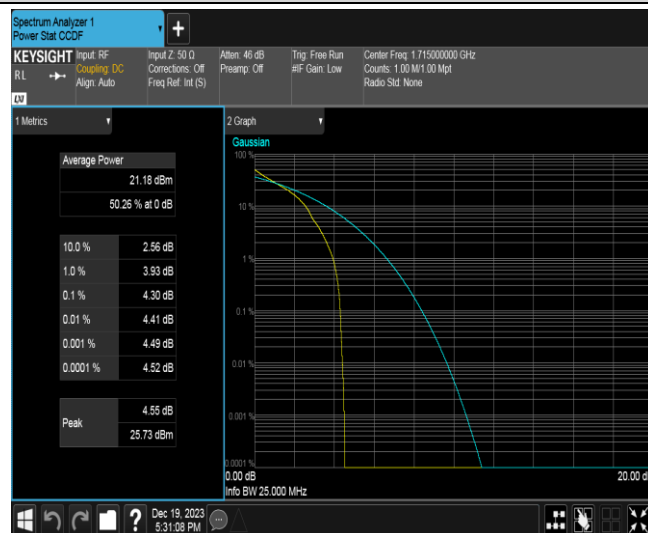 Spectrum Analyzer 1
Power Stat CCDF
KEYSIGHT
RL
LXI
Input: RF
Coupling: DC
Align: Auto
Input Z: 50 Ω
Corrections: Off
Freq Ref: Int (S)
Atten: 46 dB
Preamp: Off
Trig: Free Run
#IF Gain: Low
Center Freq: 1.715000000 GHz
Counts: 1.00 M/1.00 Mpt
Radio Std: None
1 Metrics
Average Power
21.18 dBm
50.26 % at 0 dB
10.0 % 2.56 dB
1.0 % 3.93 dB
0.1 % 4.30 dB
0.01 % 4.41 dB
0.001 % 4.49 dB
0.0001 % 4.52 dB
Peak
4.55 dB
25.73 dBm
2 Graph
Gaussian
100 %
10 %
1 %
0.1 %
0.01 %
0.001 %
0.0001 %
0.00 dB
20.00 d
Info BW 25.000 MHz
?
Dec 19, 2023
5:31:08 PM